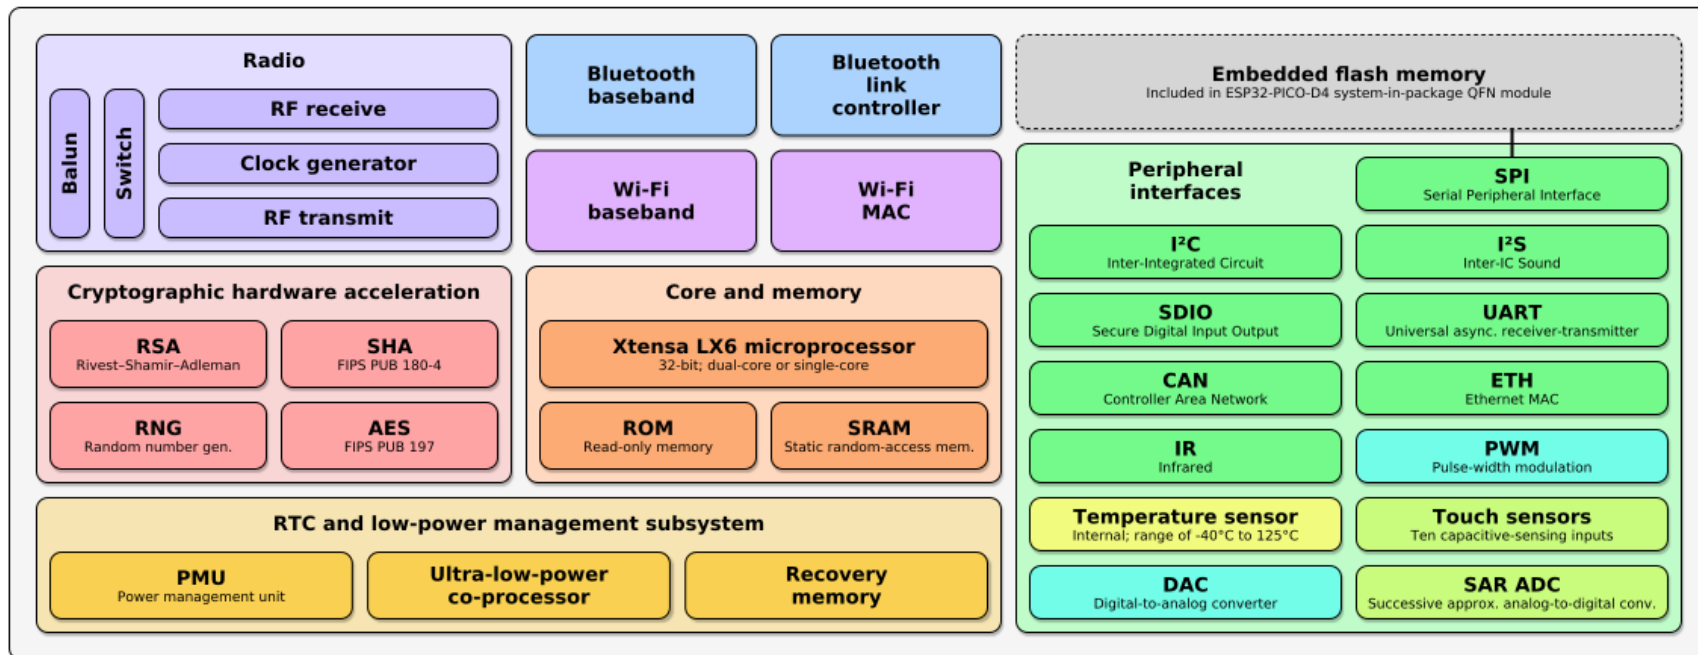 Radio
Balun
Switch
RF receive
Clock generator
RF transmit
Bluetooth
baseband
Bluetooth
link
controller
Wi-Fi
baseband
Wi-Fi
MAC
Embedded flash memory
Included in ESP32-PICO-D4 system-in-package QFN module
Cryptographic hardware acceleration
RSA
Rivest–Shamir–Adleman
SHA
FIPS PUB 180-4
RNG
Random number gen.
AES
FIPS PUB 197
Core and memory
Xtensa LX6 microprocessor
32-bit; dual-core or single-core
ROM
Read-only memory
SRAM
Static random-access mem.
RTC and low-power management subsystem
PMU
Power management unit
Ultra-low-power
co-processor
Recovery
memory
Peripheral
interfaces
SPI
Serial Peripheral Interface
I²C
Inter-Integrated Circuit
I²S
Inter-IC Sound
SDIO
Secure Digital Input Output
UART
Universal async. receiver-transmitter
CAN
Controller Area Network
ETH
Ethernet MAC
IR
Infrared
PWM
Pulse-width modulation
Temperature sensor
Internal; range of -40°C to 125°C
Touch sensors
Ten capacitive-sensing inputs
DAC
Digital-to-analog converter
SAR ADC
Successive approx. analog-to-digital conv.